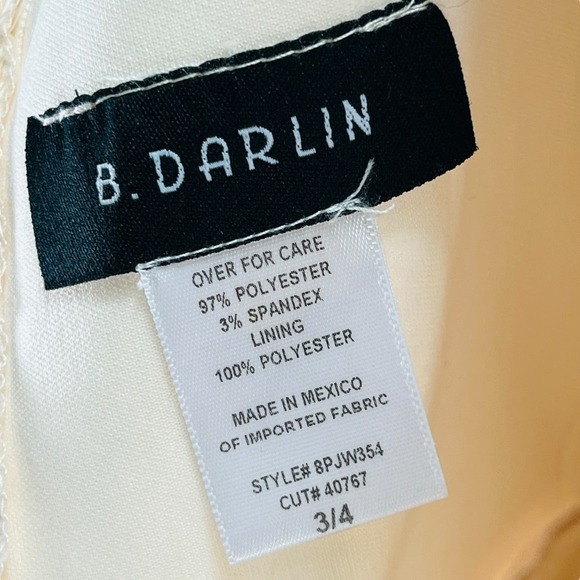 B. DARLIN
OVER FOR CARE
97% POLYESTER
3% SPANDEX
LINING
100% POLYESTER
MADE IN MEXICO
OF IMPORTED FABRIC
STYLE# 8PJW354
CUT# 40767
3/4